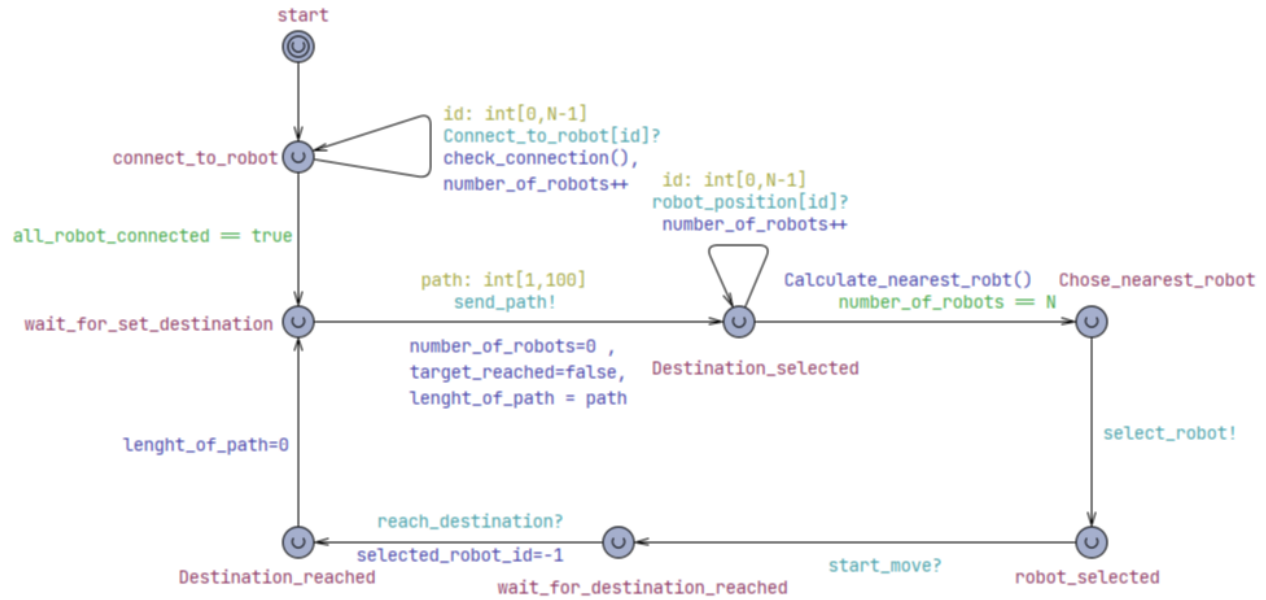 start
id: int[0,N-1]
Connect_to_robot[id]?
connect_to_robot
check_connection(),
number_of_robots++
id: int[0,N-1]
robot_position[id]?
number_of_robots++
all_robot_connected == true
path: int[1,100]
send_path!
Calculate_nearest_robt()
number_of_robots == N
Chose_nearest_robot
wait_for_set_destination
number_of_robots=0 ,
target_reached=false,
lenght_of_path = path
Destination_selected
lenght_of_path=0
select_robot!
reach_destination?
selected_robot_id=-1
start_move?
Destination_reached
wait_for_destination_reached
robot_selected